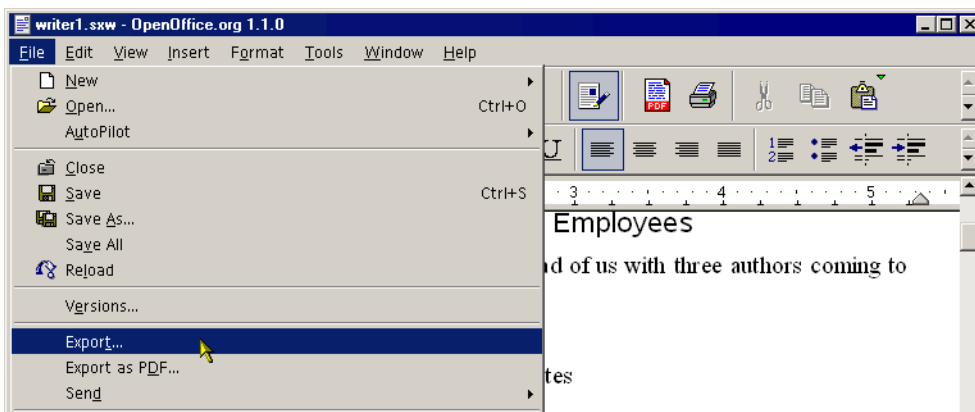 writer1.sxw - OpenOffice.org 1.1.0
File Edit View Insert Format Tools Window Help
New
Open... Ctrl+O
AutoPilot
Close
Save Ctrl+S
Save As...
Save All
Reload
Versions...
Export...
Export as PDF...
Send
PDF
U
1
2
3 4 5
Employees
d of us with three authors coming to
tes